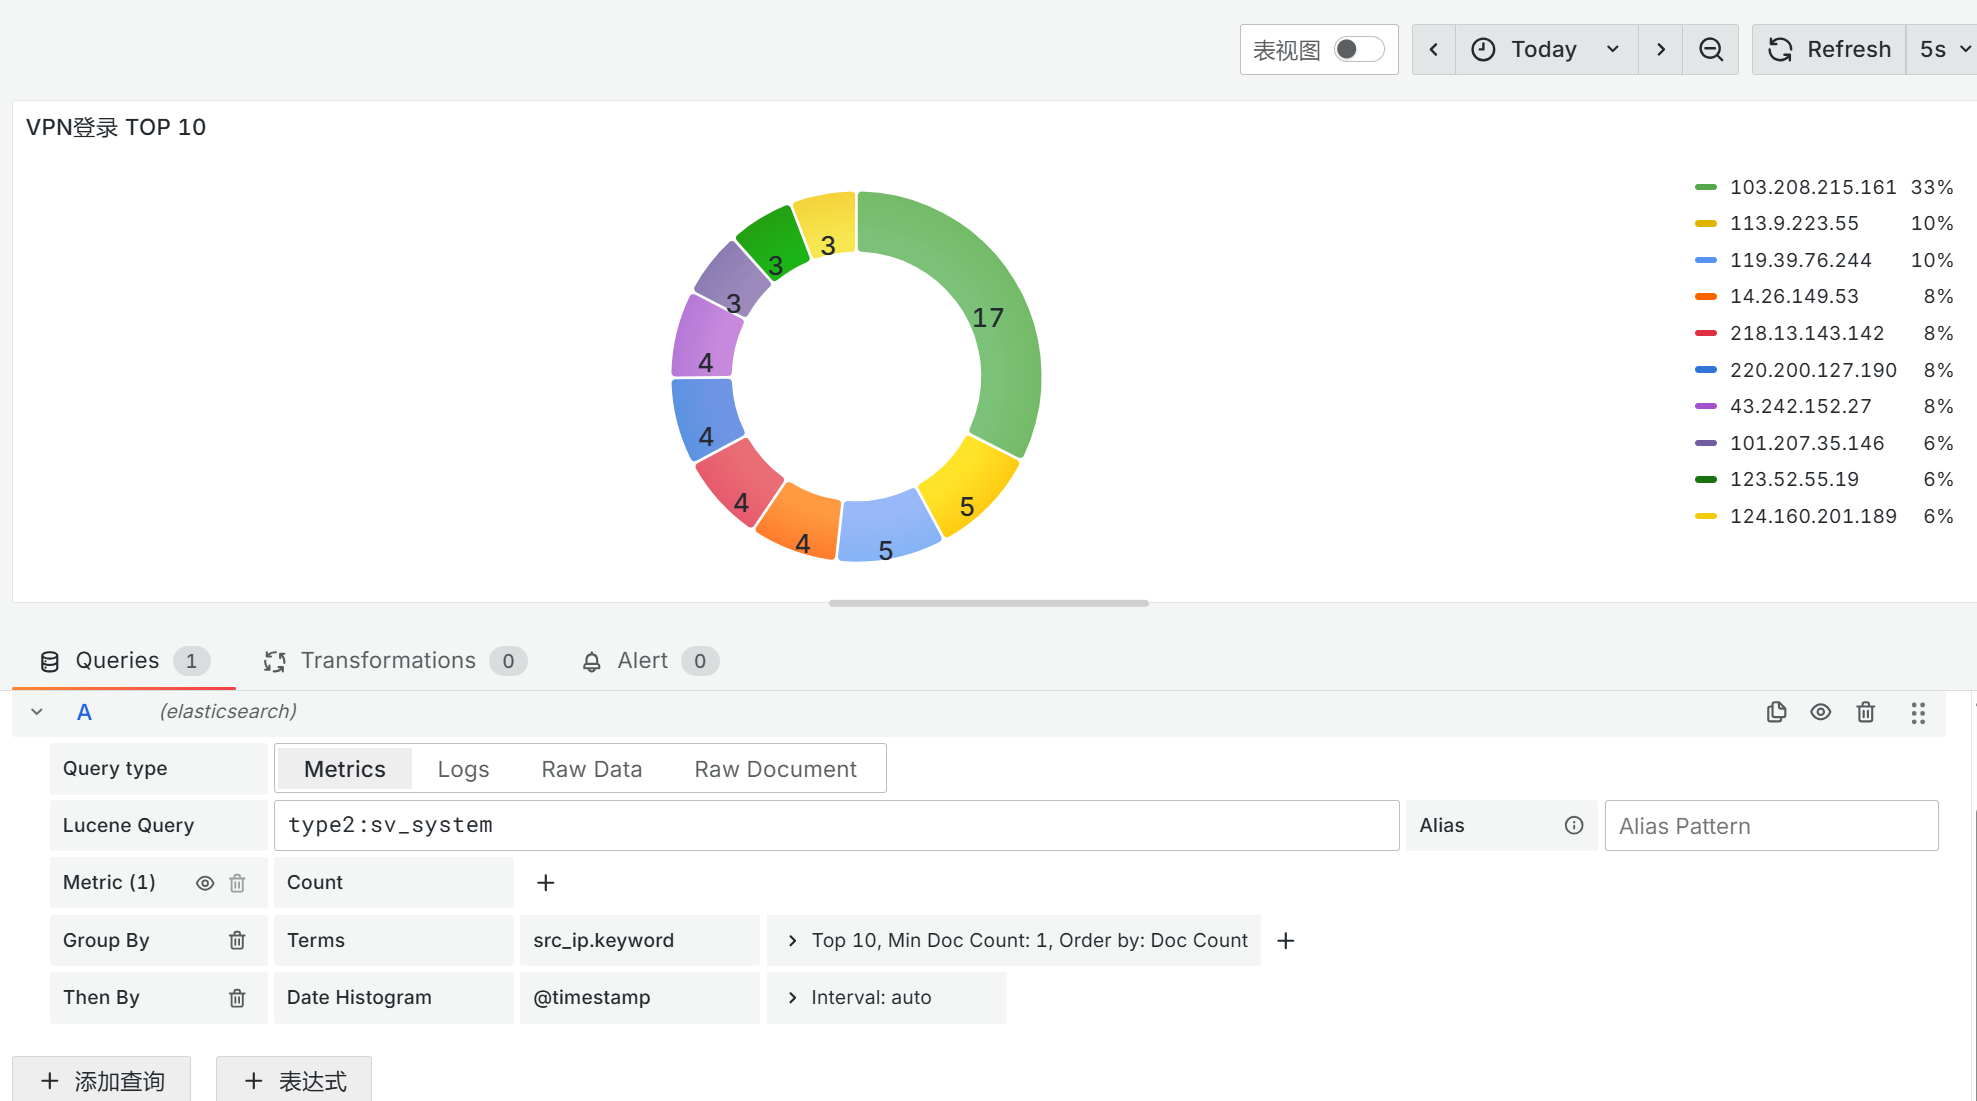 表视图
Today
Refresh
5s
VPN登录 TOP 10
103.208.215.161 33%
113.9.223.55 10%
119.39.76.244 10%
14.26.149.53 8%
218.13.143.142 8%
220.200.127.190 8%
43.242.152.27 8%
101.207.35.146 6%
123.52.55.19 6%
124.160.201.189 6%
17
5
5
4
4
4
4
3
3
3
Queries 1
Transformations 0
Alert 0
A (elasticsearch)
Query type Metrics Logs Raw Data Raw Document
Lucene Query type2:sv_system Alias Alias Pattern
Metric (1) Count +
Group By Terms src_ip.keyword > Top 10, Min Doc Count: 1, Order by: Doc Count +
Then By Date Histogram @timestamp > Interval: auto
+ 添加查询 + 表达式